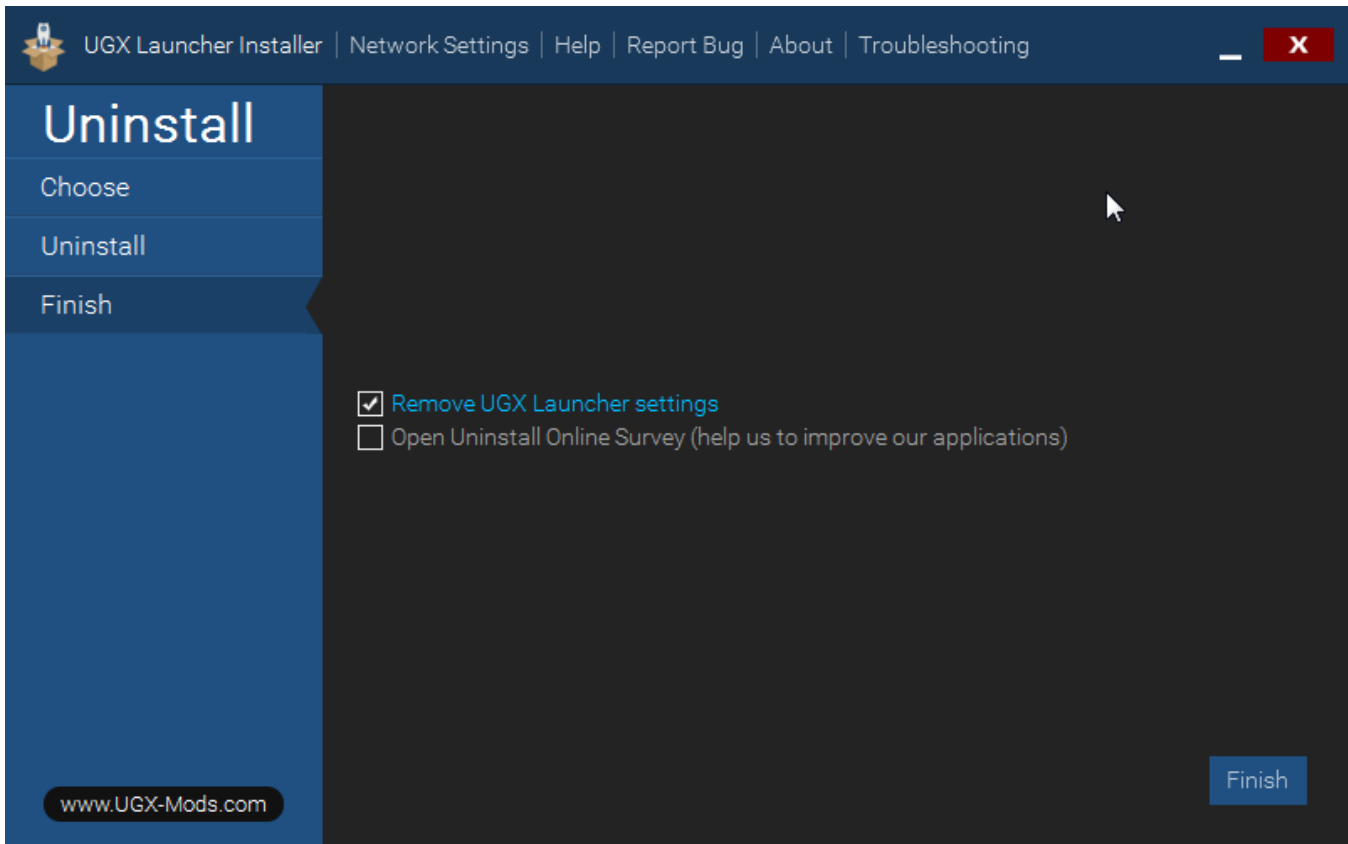 UGX Launcher Installer | Network Settings | Help | Report Bug | About | Troubleshooting
Uninstall
Choose
Uninstall
Finish
Remove UGX Launcher settings
Open Uninstall Online Survey (help us to improve our applications)
Finish
www.UGX-Mods.com